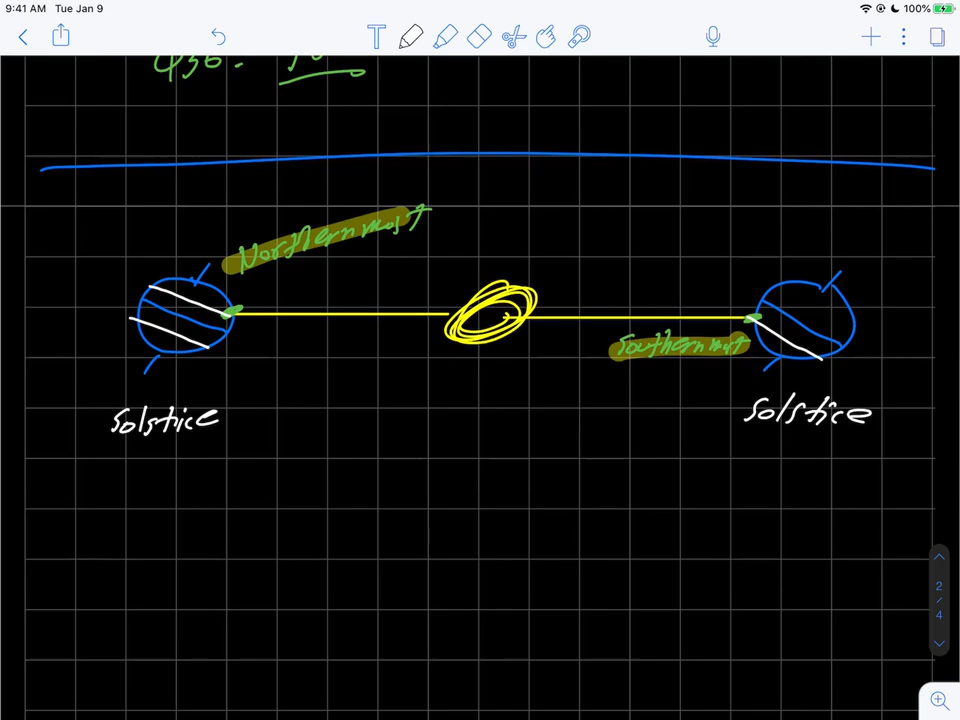 9:41 AM Tue Jan 9
100%
T
Northernmost
Southernmost
Solstice
Solstice
2
/
4